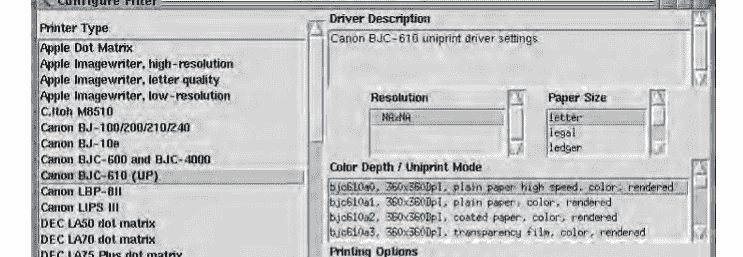 Configure Filter
Printer Type
Apple Dot Matrix
Apple Imagewriter, high-resolution
Apple Imagewriter, letter quality
Apple Imagewriter, low-resolution
C.Itoh M8510
Canon BJ-100/200/210/240
Canon BJ-10e
Canon BJC-600 and BJC-4000
Canon BJC-610 (UP)
Canon LBP-8II
Canon LIPS III
DEC LA50 dot matrix
DEC LA70 dot matrix
DEC LA75 Plus dot matrix
Driver Description
Canon BJC-610 uniprint driver settings
Resolution
NAxNA
Paper Size
letter
legal
ledger
Color Depth / Uniprint Mode
bjc610a0, 360x360Dpi, plain paper high speed, color, rendered
bjc610a1, 360x360Dpi, plain paper, color, rendered
bjc610a2, 360x360Dpi, coated paper, color, rendered
bjc610a3, 360x360Dpi, transparency film, color, rendered
Printing Options